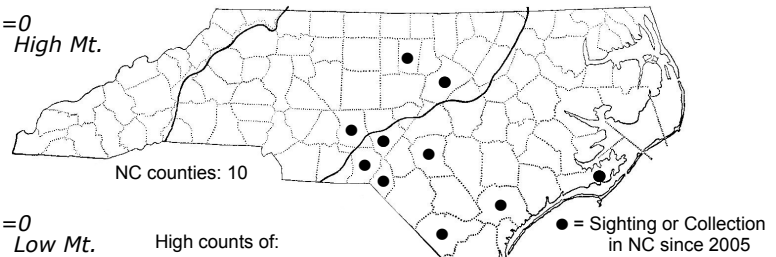 =0
High Mt.
NC counties: 10
=0
Low Mt.
High counts of:
● = Sighting or Collection
in NC since 2005